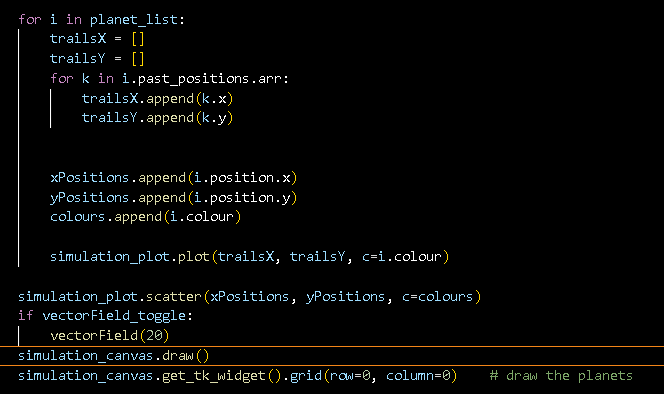 for i in planet_list:
    trailsX = []
    trailsY = []
    for k in i.past_positions.arr:
        trailsX.append(k.x)
        trailsY.append(k.y)
    xPositions.append(i.position.x)
    yPositions.append(i.position.y)
    colours.append(i.colour)
    simulation_plot.plot(trailsX, trailsY, c=i.colour)
simulation_plot.scatter(xPositions, yPositions, c=colours)
if vectorField_toggle:
    vectorField(20)
simulation_canvas.draw()
simulation_canvas.get_tk_widget().grid(row=0, column=0)    # draw the planets